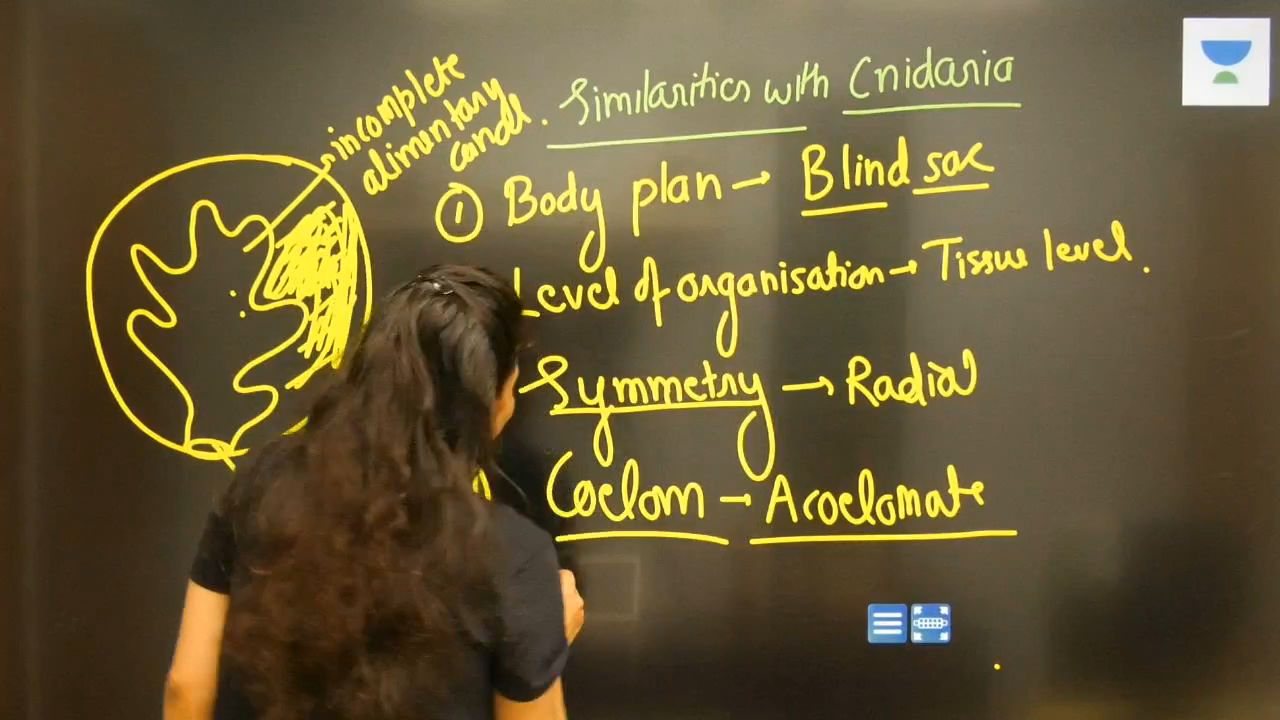 incomplete
alimentary
canal.
Similarities with Cnidaria
① Body plan → Blind sac
Level of organisation → Tissue level.
Symmetry → Radial
Coelom → Acoelomate